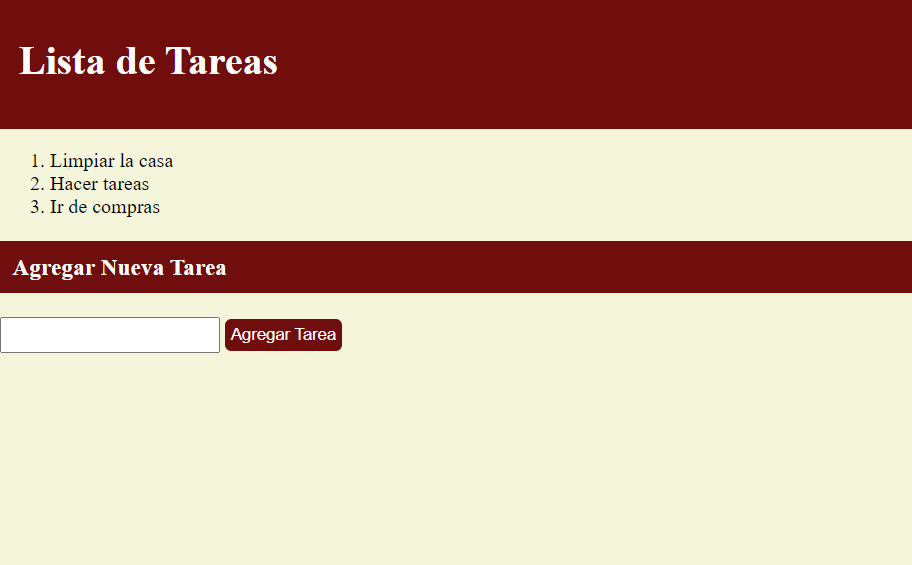 Lista de Tareas
1. Limpiar la casa
2. Hacer tareas
3. Ir de compras
Agregar Nueva Tarea
Agregar Tarea